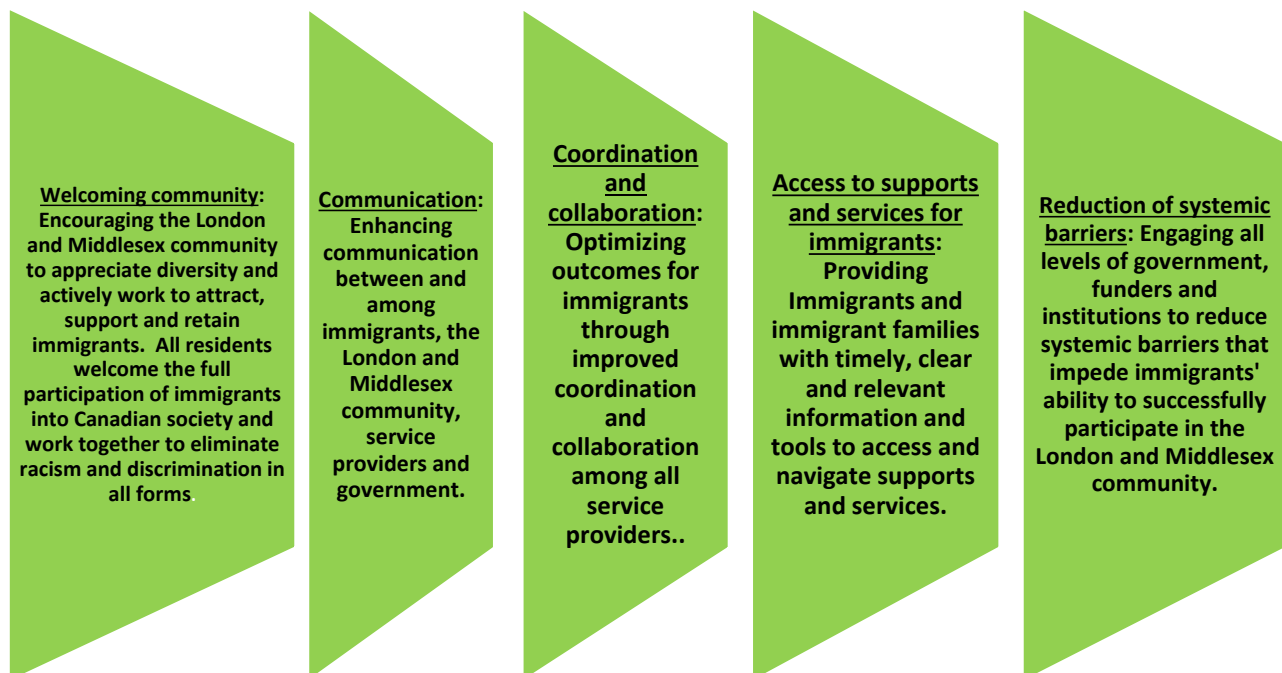 Welcoming community:
Encouraging the London
and Middlesex community
to appreciate diversity and
actively work to attract,
support and retain
immigrants.  All residents
welcome the full
participation of immigrants
into Canadian society and
work together to eliminate
racism and discrimination in
all forms.
Communication:
Enhancing
communication
between and
among
immigrants, the
London and
Middlesex
community,
service
providers and
government.
Coordination
and
collaboration:
Optimizing
outcomes for
immigrants
through
improved
coordination
and
collaboration
among all
service
providers..
Access to supports
and services for
immigrants:
Providing
Immigrants and
immigrant families
with timely, clear
and relevant
information and
tools to access and
navigate supports
and services.
Reduction of systemic
barriers: Engaging all
levels of government,
funders and
institutions to reduce
systemic barriers that
impede immigrants'
ability to successfully
participate in the
London and Middlesex
community.